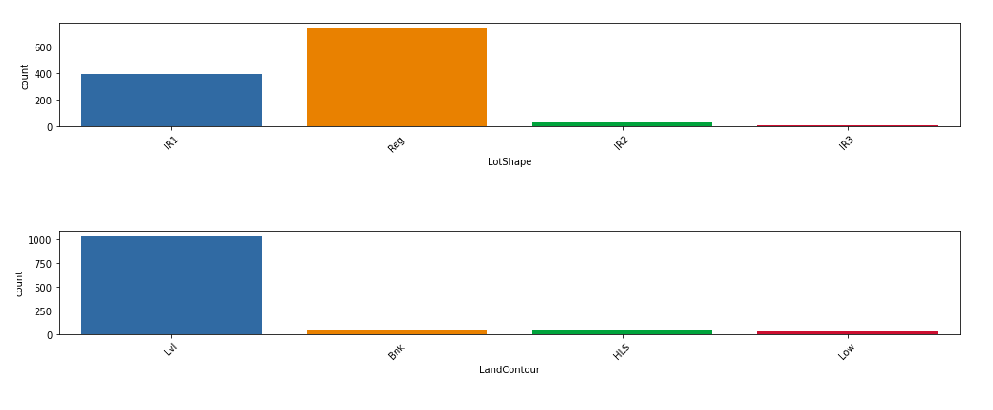 600
400
200
0
count
IR1
Reg
IR2
IR3
LotShape
1000
750
500
250
0
count
Lvl
Bnk
HLS
Low
LandContour